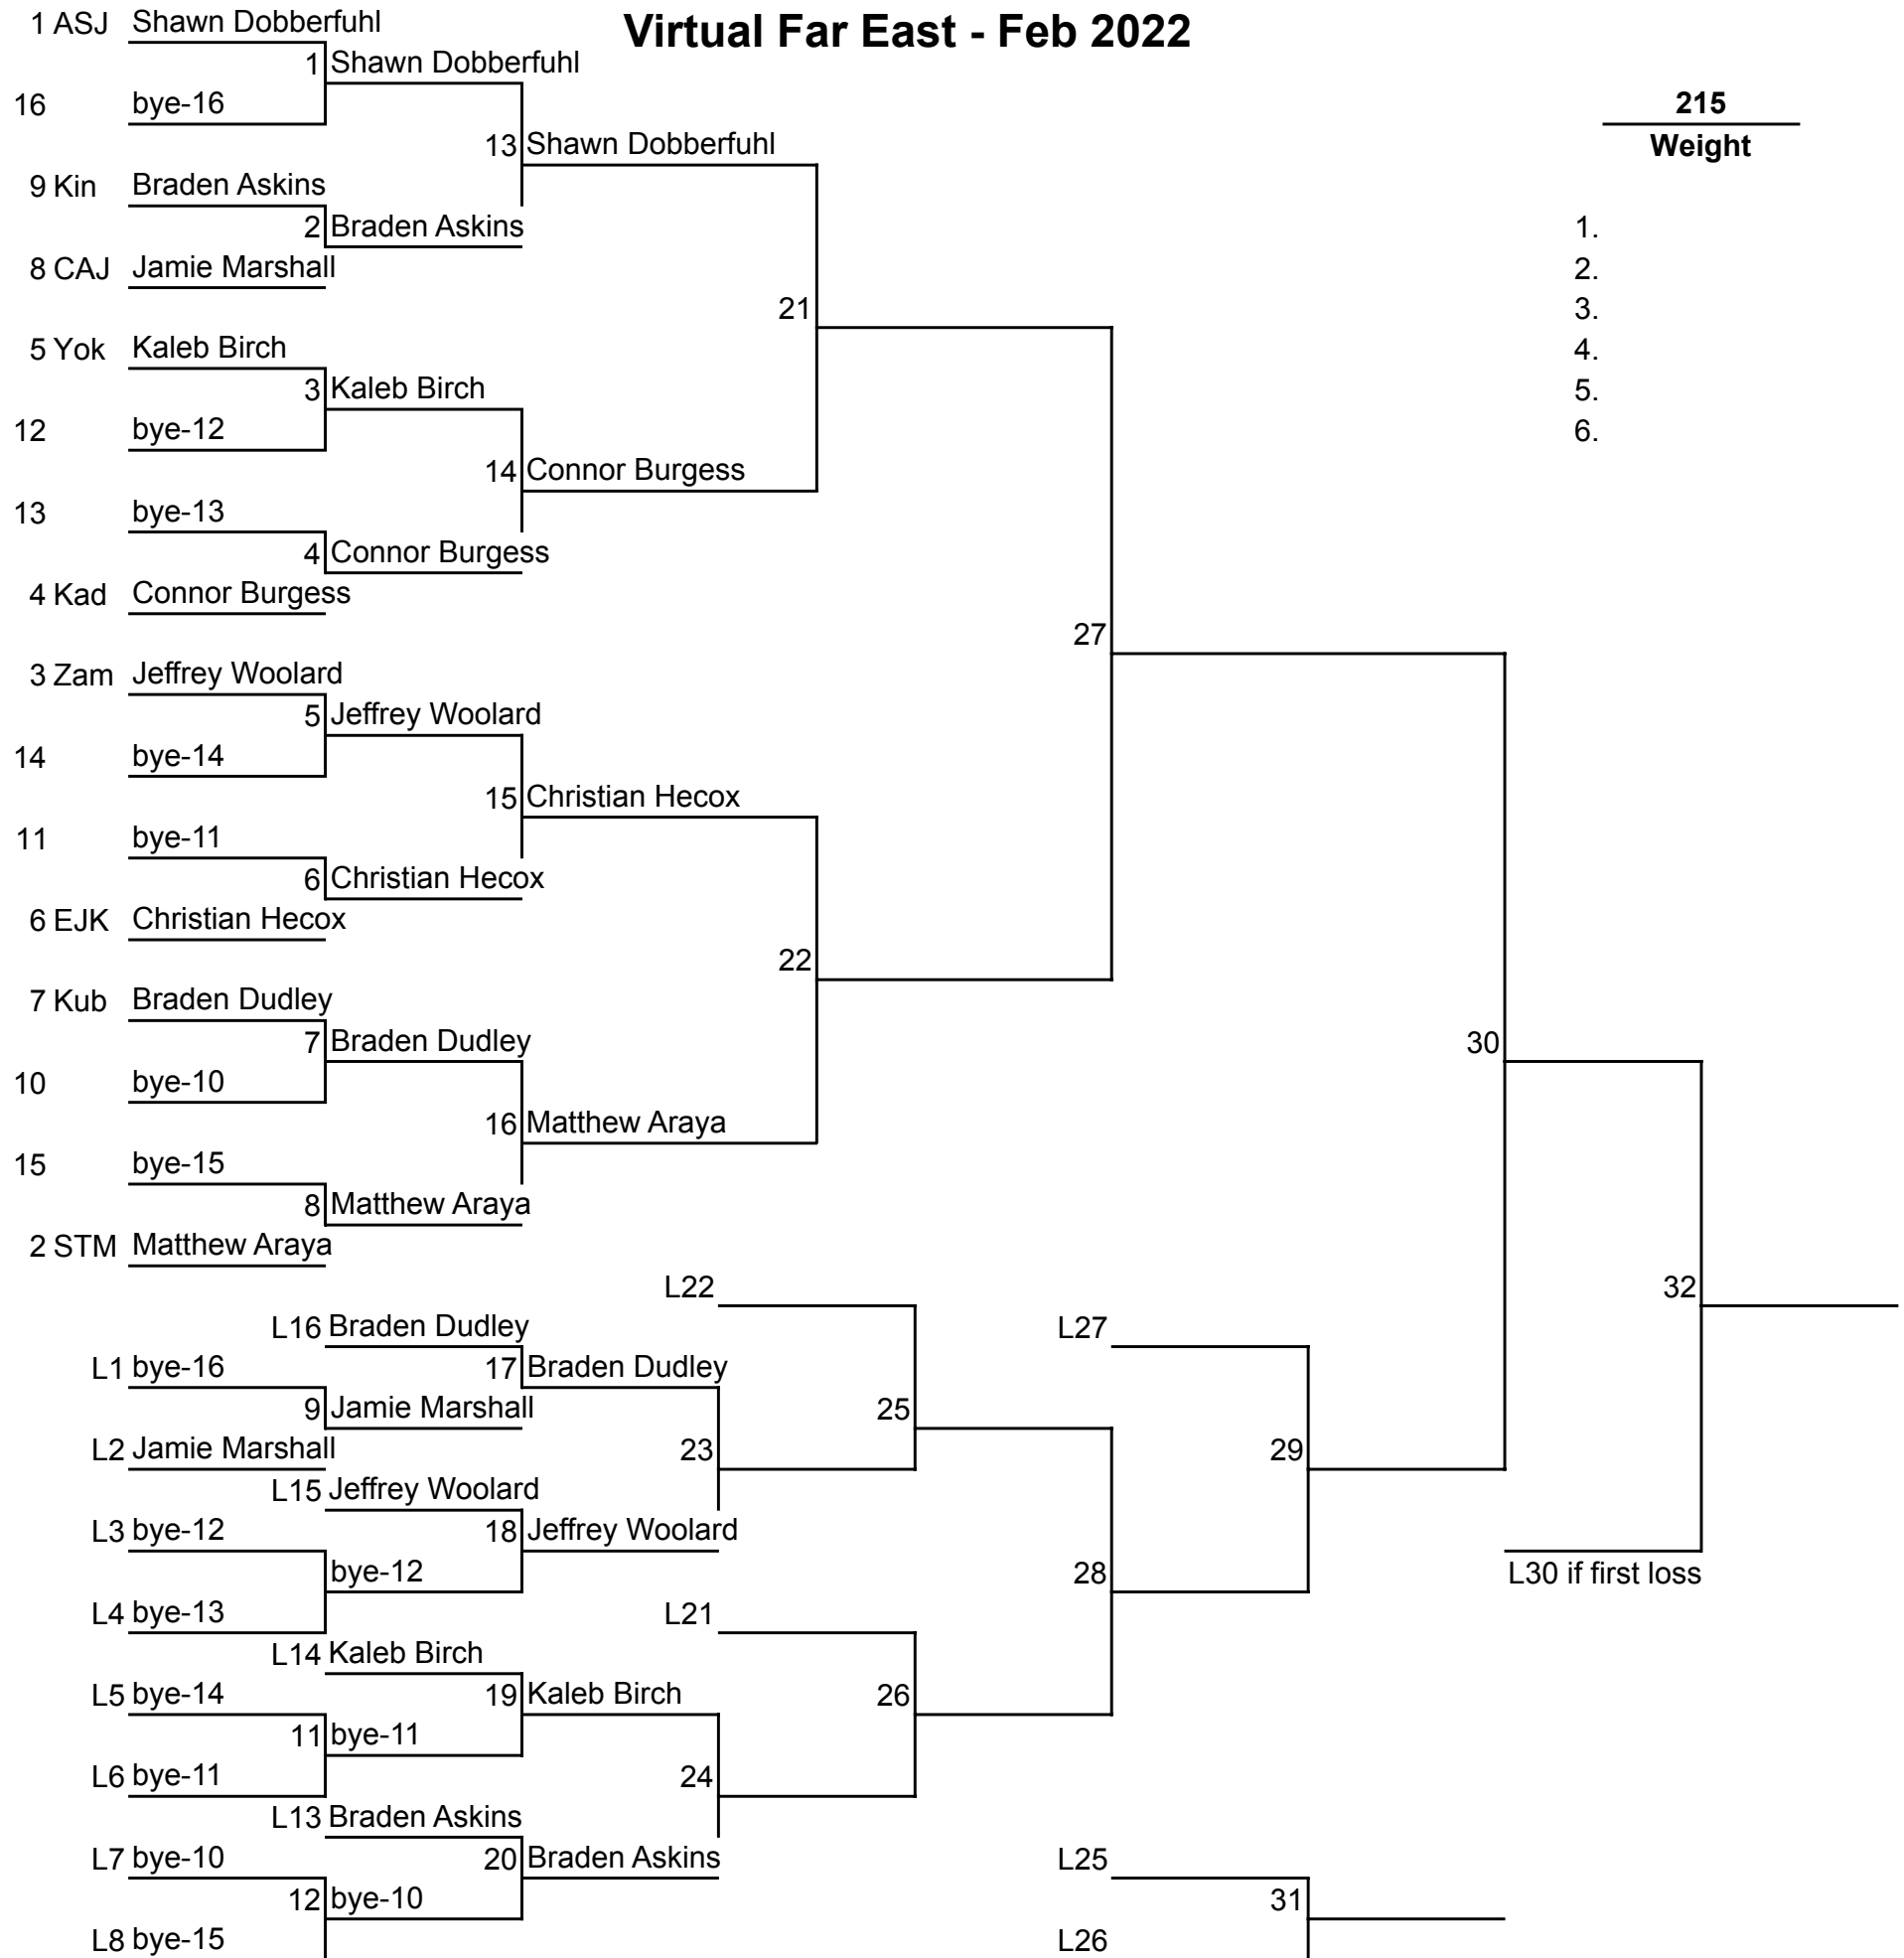 Virtual Far East - Feb 2022
1 ASJ Shawn Dobberfuhl
1 Shawn Dobberfuhl
16 bye-16
215
Weight
13 Shawn Dobberfuhl
9 Kin Braden Askins
2 Braden Askins
1.
8 CAJ Jamie Marshall
2.
21
3.
5 Yok Kaleb Birch
4.
3 Kaleb Birch
5.
12 bye-12
6.
14 Connor Burgess
13 bye-13
4 Connor Burgess
4 Kad Connor Burgess
27
3 Zam Jeffrey Woolard
5 Jeffrey Woolard
14 bye-14
15 Christian Hecox
11 bye-11
6 Christian Hecox
6 EJK Christian Hecox
22
7 Kub Braden Dudley
7 Braden Dudley
30
10 bye-10
16 Matthew Araya
15 bye-15
8 Matthew Araya
2 STM Matthew Araya
L22
32
L16 Braden Dudley
L27
L1 bye-16
17 Braden Dudley
9 Jamie Marshall
25
L2 Jamie Marshall
23
29
L15 Jeffrey Woolard
L3 bye-12
18 Jeffrey Woolard
bye-12
28
L30 if first loss
L4 bye-13
L21
L14 Kaleb Birch
L5 bye-14
19 Kaleb Birch
26
11 bye-11
L6 bye-11
24
L13 Braden Askins
L7 bye-10
20 Braden Askins
L25
12 bye-10
31
L8 bye-15
L26